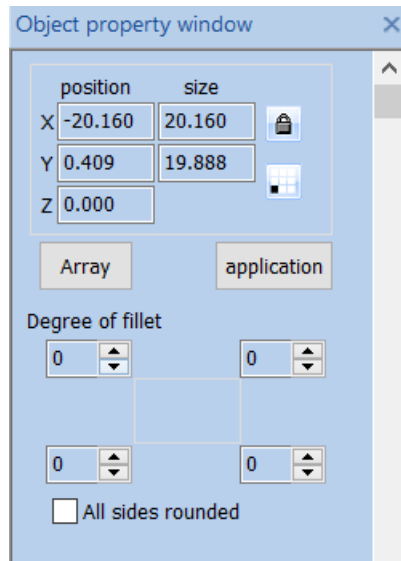 Object property window
position size
X -20.160 20.160
Y 0.409 19.888
Z 0.000
Array application
Degree of fillet
0 0
0 0
All sides rounded